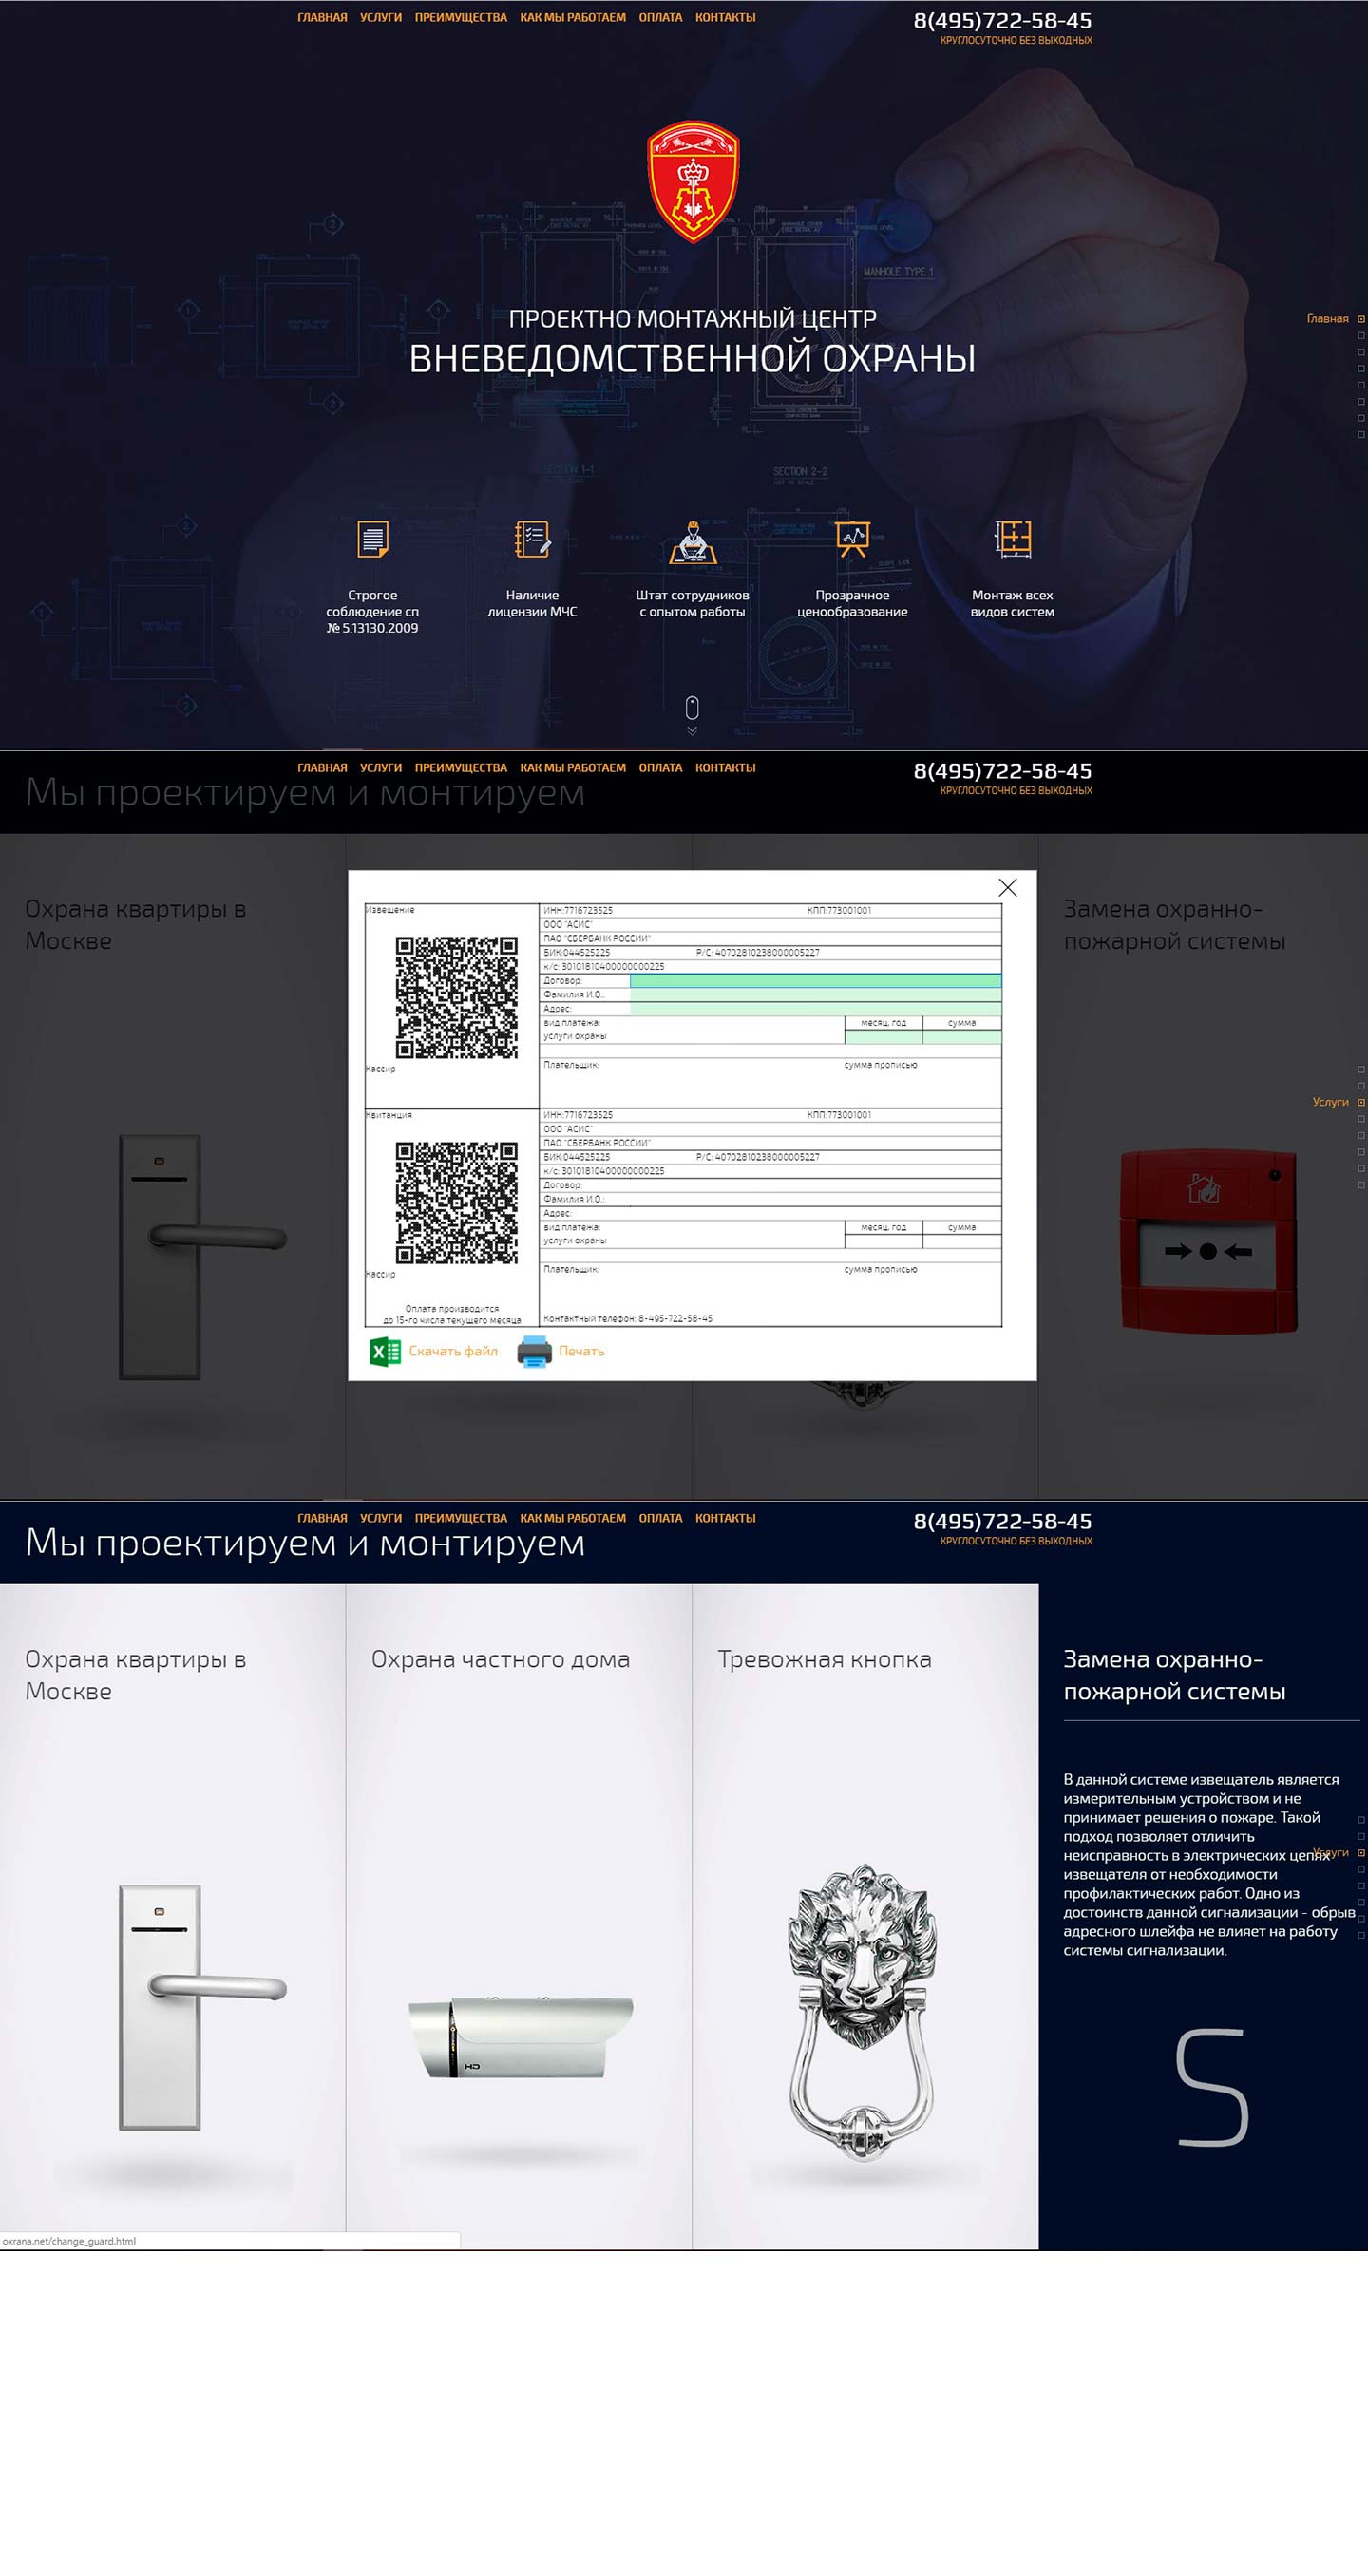 ГЛАВНАЯ УСЛУГИ ПРЕИМУЩЕСТВА КАК МЫ РАБОТАЕМ ОПЛАТА КОНТАКТЫ
8(495)722-58-45
КРУГЛОСУТОЧНО БЕЗ ВЫХОДНЫХ
MANHOLE TYPE 1
ПРОЕКТНО МОНТАЖНЫЙ ЦЕНТР
ВНЕВЕДОМСТВЕННОЙ ОХРАНЫ
Главная
SECTION 1-1
SECTION 2-2
Строгое
соблюдение сп
№ 5.13130.2009
Наличие
лицензии МЧС
Штат сотрудников
с опытом работы
Прозрачное
ценообразование
Монтаж всех
видов систем
ГЛАВНАЯ УСЛУГИ ПРЕИМУЩЕСТВА КАК МЫ РАБОТАЕМ ОПЛАТА КОНТАКТЫ
8(495)722-58-45
КРУГЛОСУТОЧНО БЕЗ ВЫХОДНЫХ
Мы проектируем и монтируем
Охрана квартиры в
Москве
Замена охранно-
пожарной системы
Услуги
Извещение
Кассир
ИНН:7716723525 КПП:773001001
ООО "АСИС"
ПАО "СБЕРБАНК РОССИИ"
БИК:044525225 Р/С: 40702810238000005227
к/с: 30101810400000000225
Договор:
Фамилия И.О.:
Адрес:
вид платежа: месяц, год сумма
услуги охраны
Плательщик: сумма прописью
Квитанция
Кассир
Оплата производится
до 15-го числа текущего месяца
ИНН:7716723525 КПП:773001001
ООО "АСИС"
ПАО "СБЕРБАНК РОССИИ"
БИК:044525225 Р/С: 40702810238000005227
к/с: 30101810400000000225
Договор:
Фамилия И.О.:
Адрес:
вид платежа: месяц, год сумма
услуги охраны
Плательщик: сумма прописью
Контактный телефон: 8-495-722-58-45
Скачать файл Печать
ГЛАВНАЯ УСЛУГИ ПРЕИМУЩЕСТВА КАК МЫ РАБОТАЕМ ОПЛАТА КОНТАКТЫ
8(495)722-58-45
КРУГЛОСУТОЧНО БЕЗ ВЫХОДНЫХ
Мы проектируем и монтируем
Охрана квартиры в
Москве
Охрана частного дома
HD
Тревожная кнопка
Замена охранно-
пожарной системы
В данной системе извещатель является
измерительным устройством и не
принимает решения о пожаре. Такой
подход позволяет отличить
неисправность в электрических цепях
извещателя от необходимости
профилактических работ. Одно из
достоинств данной сигнализации - обрыв
адресного шлейфа не влияет на работу
системы сигнализации.
Услуги
S
oxrana.net/change_guard.html